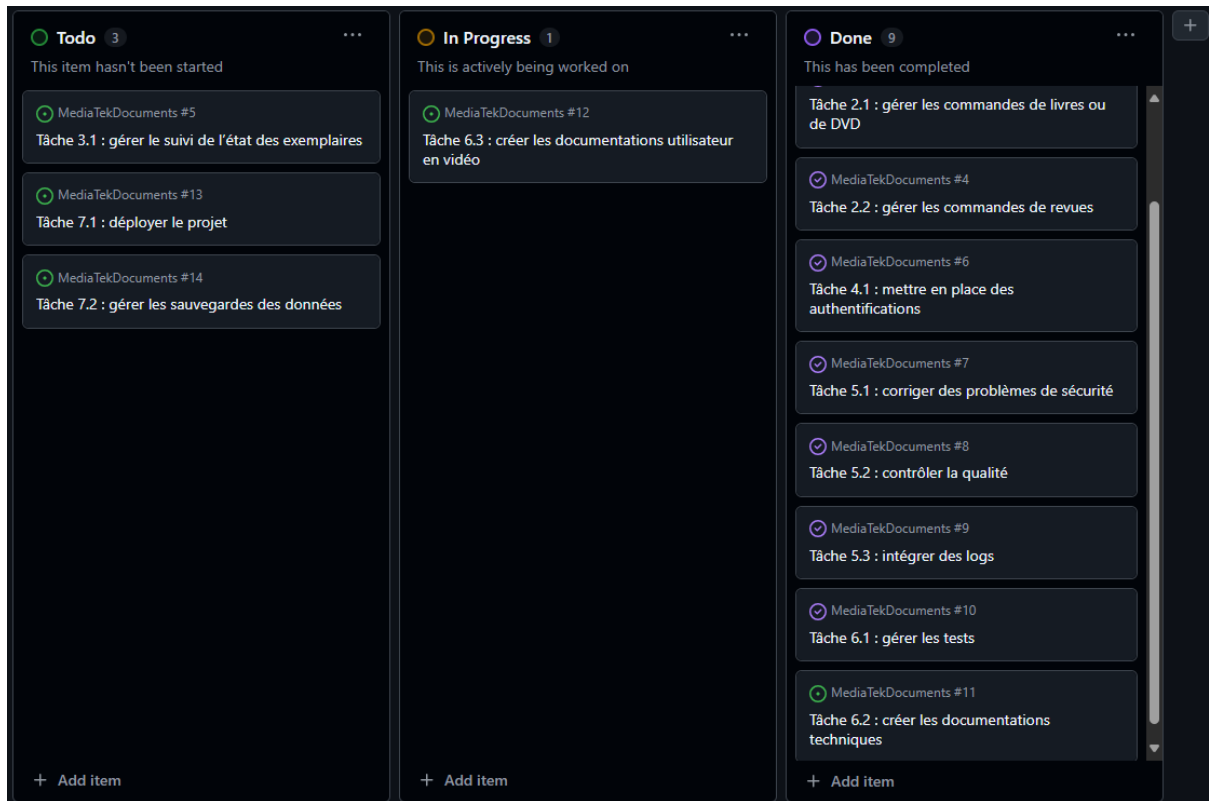 Todo 3
This item hasn't been started
MediaTekDocuments #5
Tâche 3.1 : gérer le suivi de l’état des exemplaires
MediaTekDocuments #13
Tâche 7.1 : déployer le projet
MediaTekDocuments #14
Tâche 7.2 : gérer les sauvegardes des données
+ Add item
In Progress 1
This is actively being worked on
MediaTekDocuments #12
Tâche 6.3 : créer les documentations utilisateur
en vidéo
+ Add item
Done 9
This has been completed
Tâche 2.1 : gérer les commandes de livres ou
de DVD
MediaTekDocuments #4
Tâche 2.2 : gérer les commandes de revues
MediaTekDocuments #6
Tâche 4.1 : mettre en place des
authentifications
MediaTekDocuments #7
Tâche 5.1 : corriger des problèmes de sécurité
MediaTekDocuments #8
Tâche 5.2 : contrôler la qualité
MediaTekDocuments #9
Tâche 5.3 : intégrer des logs
MediaTekDocuments #10
Tâche 6.1 : gérer les tests
MediaTekDocuments #11
Tâche 6.2 : créer les documentations
techniques
+ Add item